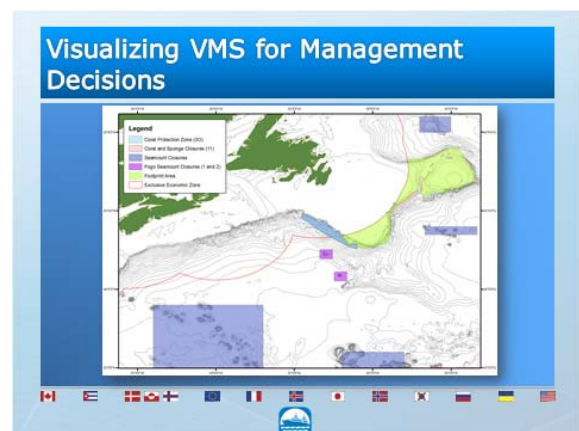 Visualizing VMS for Management
Decisions
Legend
Coral Protection Zone (3O)
Coral and Sponge Closures (11)
Seamount Closures
Fogo Seamount Closures (1 and 2)
Footprint Area
Exclusive Economic Zone